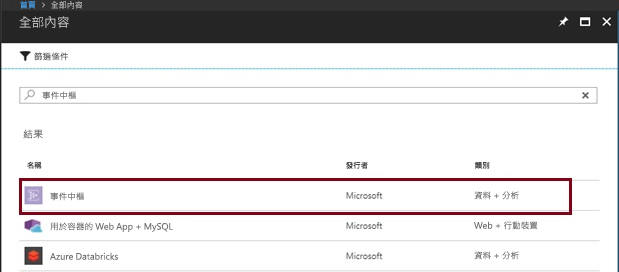 首頁 > 全部內容
全部內容
篩選條件
事件中樞
結果
名稱 發行者 類別
事件中樞 Microsoft 資料 + 分析
用於容器的 Web App + MySQL Microsoft Web + 行動裝置
Azure Databricks Microsoft 資料 + 分析